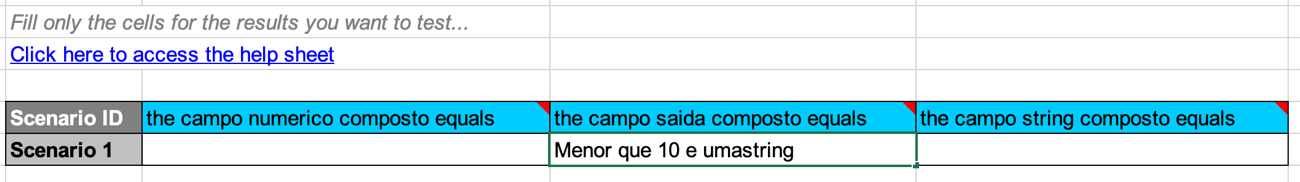 Fill only the cells for the results you want to test...
Click here to access the help sheet
Scenario ID the campo numerico composto equals the campo saida composto equals the campo string composto equals
Scenario 1 Menor que 10 e umastring